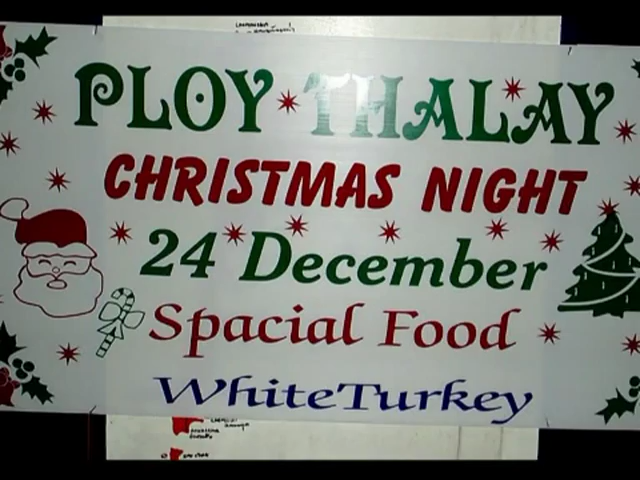 PLOY THALAY
CHRISTMAS NIGHT
24 December
Spacial Food
WhiteTurkey